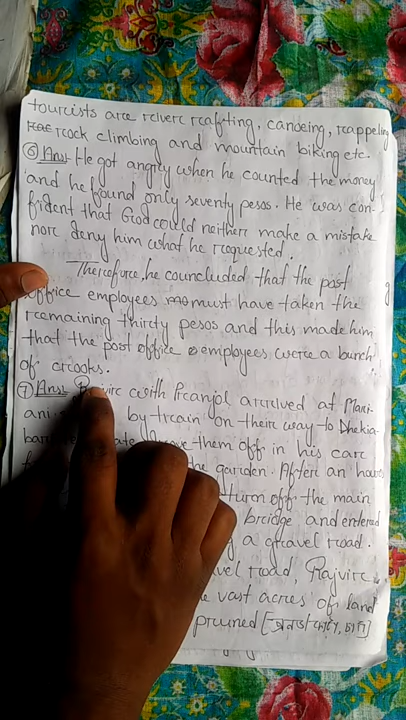 tourists are river rafting, canoeing, rappeling
rock climbing and mountain biking etc.
⑥ Ans: He got angry when he counted the money
and he found only seventy pesos. He was con-
fident that God could neither make a mistake
nor deny him what he requested.
Therefore, he councluded that the post
office employees must have taken the
remaining thirty pesos and this made him
that the post office employees were a bunch
of crooks.
⑦ Ans: with Pranjol arrived at Mari-
ani by train on their way to Dhekia-
bari them off in his care
the garden. After an hour
turn off the main
bridge and entered
a gravel road.
gravel road, Rajvir
vast acres of land
pruned